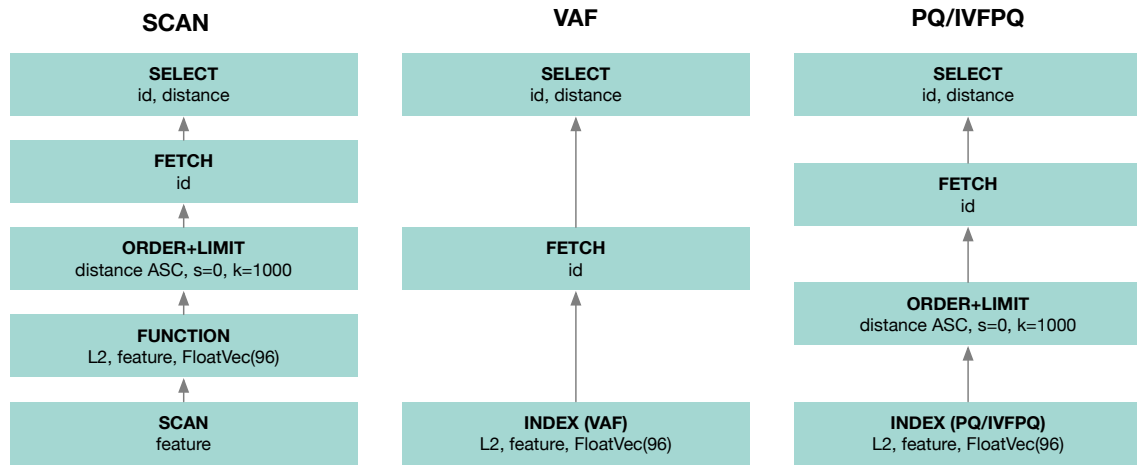 SCAN
SELECT
id, distance
FETCH
id
ORDER+LIMIT
distance ASC, s=0, k=1000
FUNCTION
L2, feature, FloatVec(96)
SCAN
feature
VAF
SELECT
id, distance
FETCH
id
INDEX (VAF)
L2, feature, FloatVec(96)
PQ/IVFPQ
SELECT
id, distance
FETCH
id
ORDER+LIMIT
distance ASC, s=0, k=1000
INDEX (PQ/IVFPQ)
L2, feature, FloatVec(96)